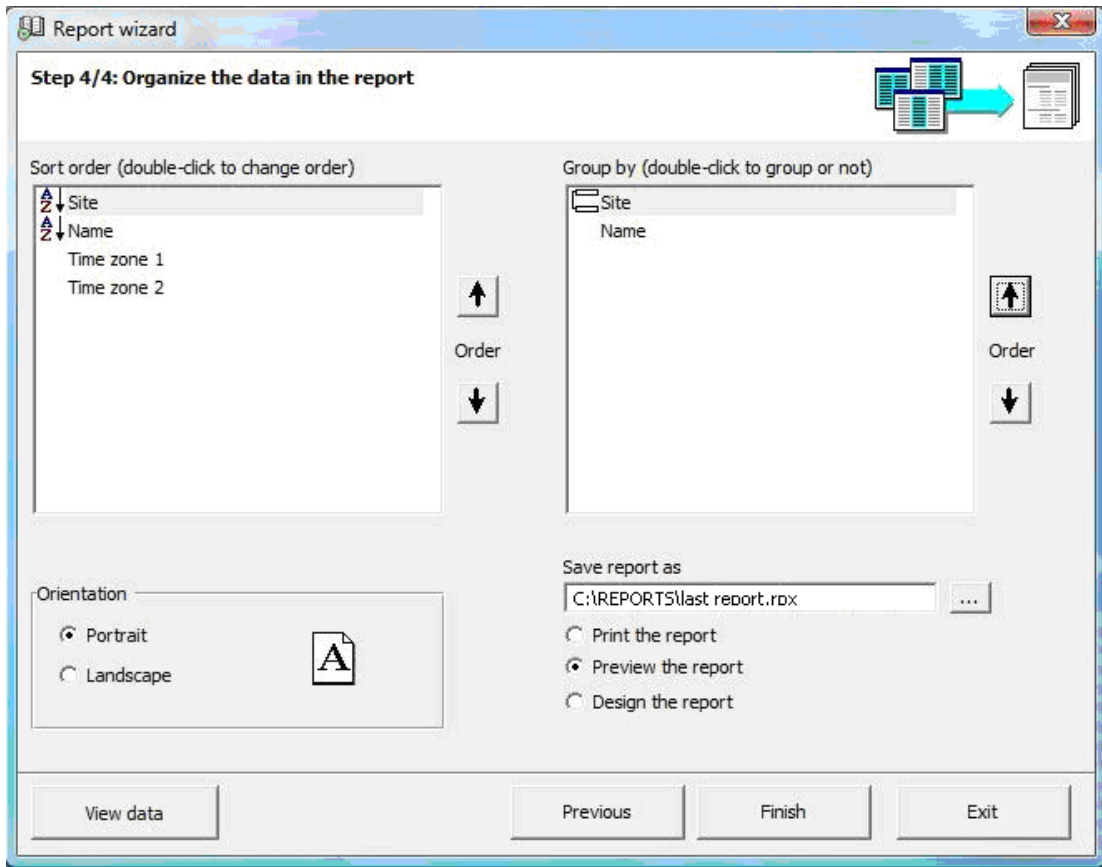 Report wizard
Step 4/4: Organize the data in the report
Sort order (double-click to change order)
A
Z
Site
A
Z
Name
Time zone 1
Time zone 2
Order
Group by (double-click to group or not)
Site
Name
Order
Orientation
Portrait
Landscape
A
Save report as
C:\REPORTS\last report.rpx
...
Print the report
Preview the report
Design the report
View data
Previous
Finish
Exit